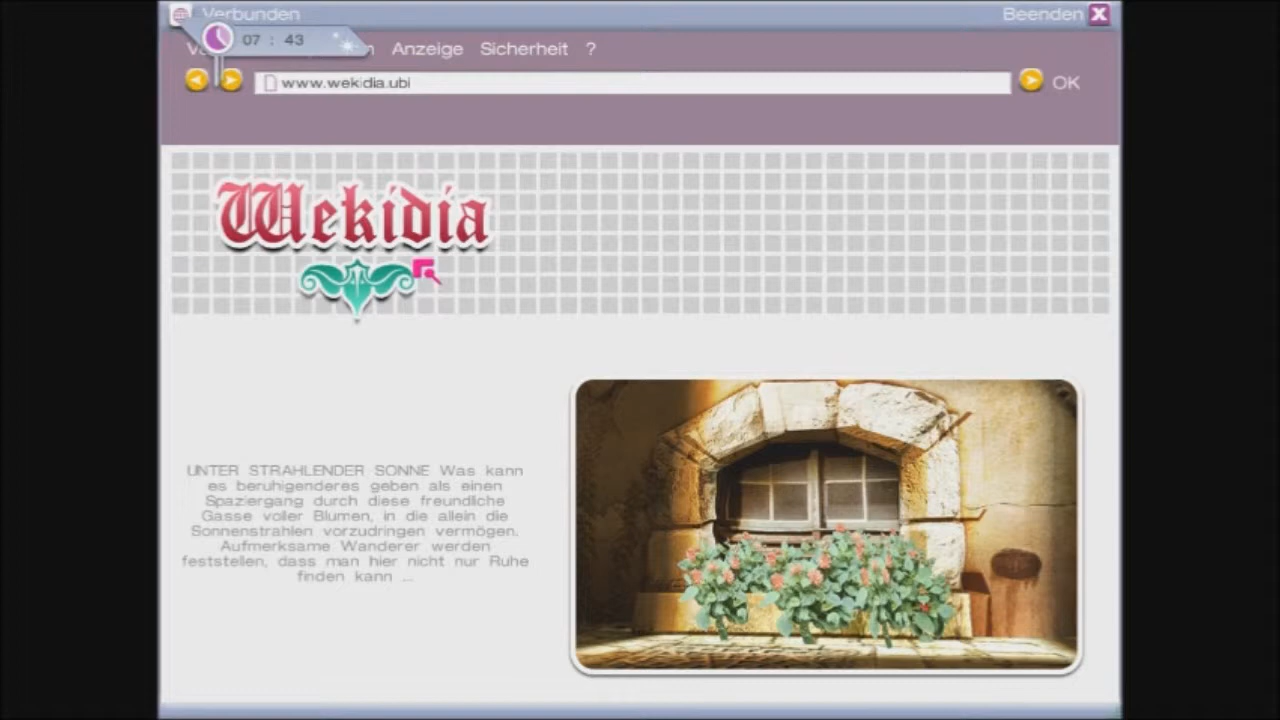 Verbunden
Beenden X
07 : 43
Anzeige Sicherheit ?
www.wekidia.ubi
OK
Wekidia
UNTER STRAHLENDER SONNE Was kann
es beruhigenderes geben als einen
Spaziergang durch diese freundliche
Gasse voller Blumen, in die allein die
Sonnenstrahlen vorzudringen vermögen.
Aufmerksame Wanderer werden
feststellen, dass man hier nicht nur Ruhe
finden kann ...